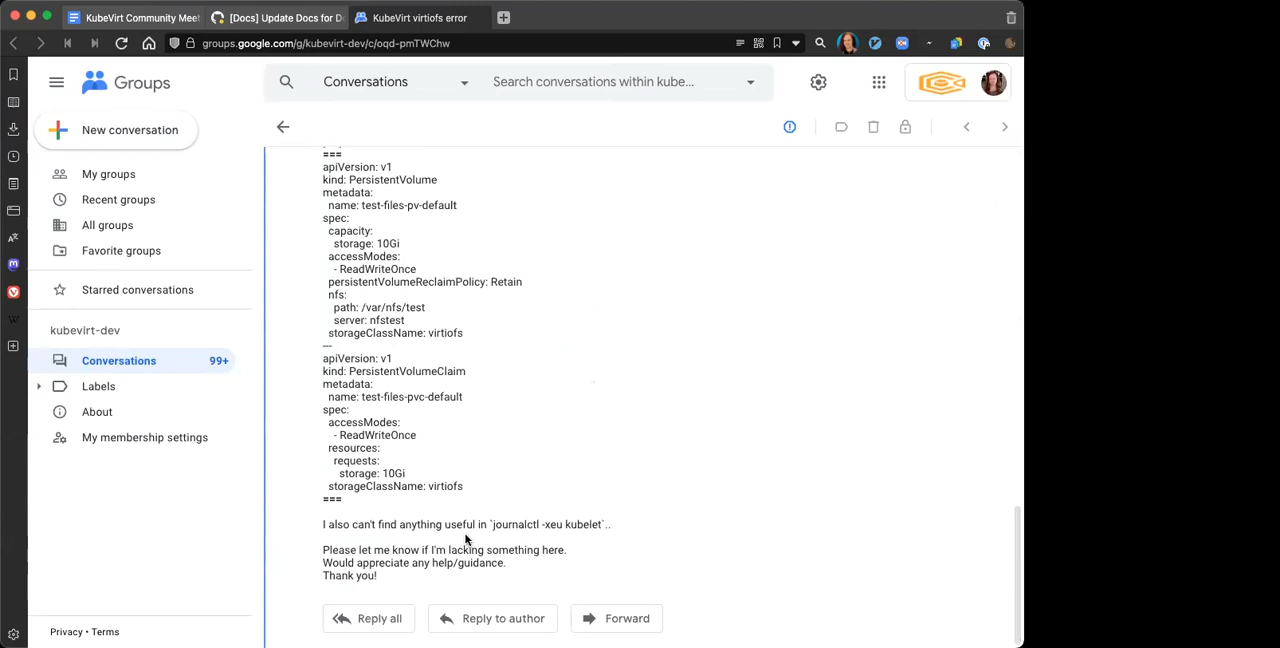 KubeVirt Community Meet
[Docs] Update Docs for D
KubeVirt virtiofs error
groups.google.com/g/kubevirt-dev/c/oqd-pmTWChw
Groups
Conversations
Search conversations within kube...
New conversation
My groups
Recent groups
All groups
Favorite groups
Starred conversations
kubevirt-dev
Conversations 99+
Labels
About
My membership settings
Privacy • Terms
===
apiVersion: v1
kind: PersistentVolume
metadata:
name: test-files-pv-default
spec:
capacity:
storage: 10Gi
accessModes:
- ReadWriteOnce
persistentVolumeReclaimPolicy: Retain
nfs:
path: /var/nfs/test
server: nfstest
storageClassName: virtiofs
---
apiVersion: v1
kind: PersistentVolumeClaim
metadata:
name: test-files-pvc-default
spec:
accessModes:
- ReadWriteOnce
resources:
requests:
storage: 10Gi
storageClassName: virtiofs
===
I also can't find anything useful in `journalctl -xeu kubelet`..
Please let me know if I'm lacking something here.
Would appreciate any help/guidance.
Thank you!
Reply all
Reply to author
Forward